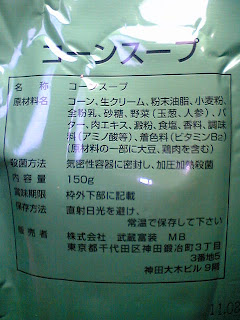 コーンスープ
名 称 コーンスープ
原材料名 コーン、生クリーム、粉末油脂、小麦粉、
全粉乳、砂糖、野菜(玉葱、人参)、バ
ター、肉エキス、澱粉、食塩、香料、調味
料(アミノ酸等)、着色料(ビタミンB2)
(原材料の一部に大豆、鶏肉を含む)
殺菌方法 気密性容器に密封し、加圧加熱殺菌
内 容 量 150g
賞味期限 枠外下部に記載
保存方法 直射日光を避け、
常温で保存して下さい
販 売 者 株式会社 武蔵富装 MB
東京都千代田区神田鍛冶町3丁目
3番地5
神田大木ビル9階
11.08